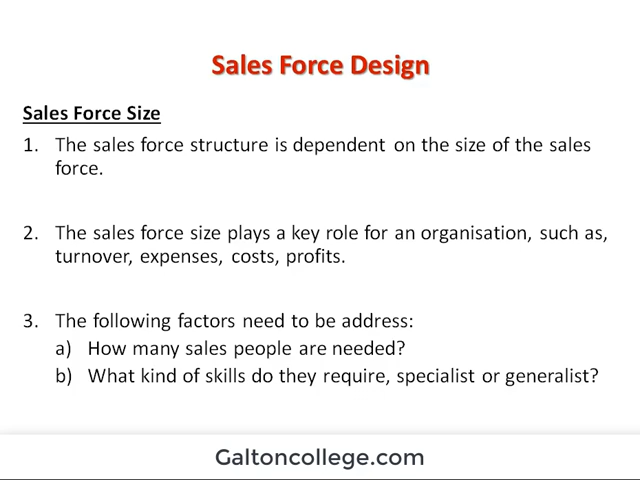 Sales Force Design
Sales Force Size
1. The sales force structure is dependent on the size of the sales
force.
2. The sales force size plays a key role for an organisation, such as,
turnover, expenses, costs, profits.
3. The following factors need to be address:
a) How many sales people are needed?
b) What kind of skills do they require, specialist or generalist?
Galtoncollege.com